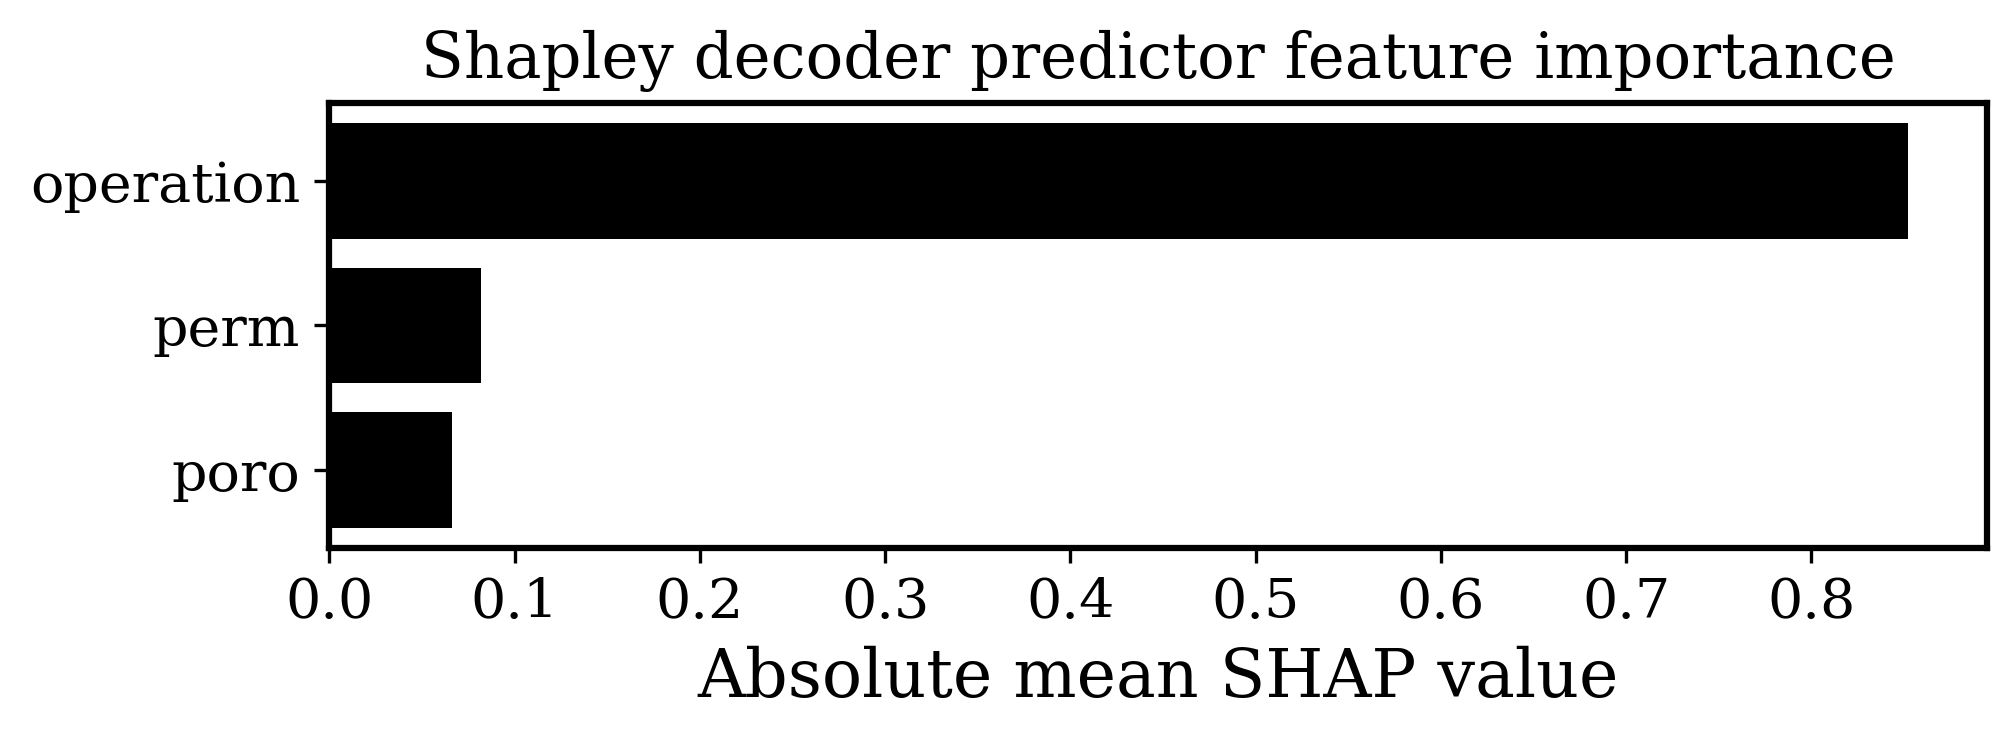 Shapley decoder predictor feature importance
operation
perm
poro
0.0 0.1 0.2 0.3 0.4 0.5 0.6 0.7 0.8
Absolute mean SHAP value